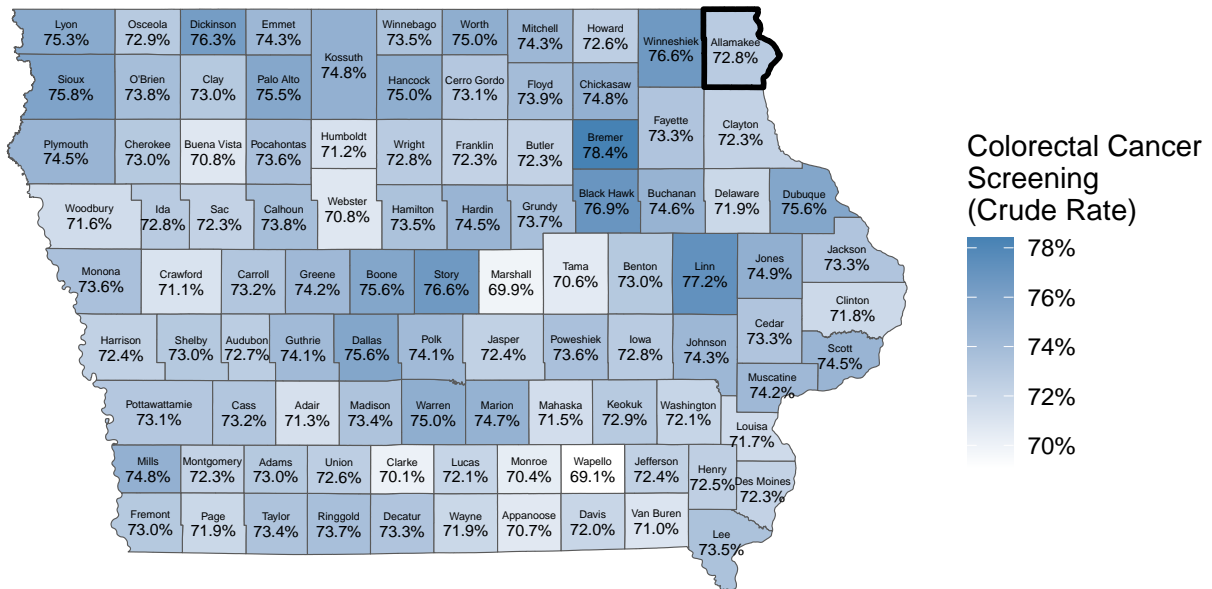 Lyon
75.3%
Osceola
72.9%
Dickinson
76.3%
Emmet
74.3%
Kossuth
74.8%
Winnebago
73.5%
Worth
75.0%
Mitchell
74.3%
Howard
72.6%
Winneshiek
76.6%
Allamakee
72.8%
Sioux
75.8%
O'Brien
73.8%
Clay
73.0%
Palo Alto
75.5%
Hancock
75.0%
Cerro Gordo
73.1%
Floyd
73.9%
Chickasaw
74.8%
Fayette
73.3%
Clayton
72.3%
Plymouth
74.5%
Cherokee
73.0%
Buena Vista
70.8%
Pocahontas
73.6%
Humboldt
71.2%
Wright
72.8%
Franklin
72.3%
Butler
72.3%
Bremer
78.4%
Woodbury
71.6%
Ida
72.8%
Sac
72.3%
Calhoun
73.8%
Webster
70.8%
Hamilton
73.5%
Hardin
74.5%
Grundy
73.7%
Black Hawk
76.9%
Buchanan
74.6%
Delaware
71.9%
Dubuque
75.6%
Monona
73.6%
Crawford
71.1%
Carroll
73.2%
Greene
74.2%
Boone
75.6%
Story
76.6%
Marshall
69.9%
Tama
70.6%
Benton
73.0%
Linn
77.2%
Jones
74.9%
Jackson
73.3%
Clinton
71.8%
Harrison
72.4%
Shelby
73.0%
Audubon
72.7%
Guthrie
74.1%
Dallas
75.6%
Polk
74.1%
Jasper
72.4%
Poweshiek
73.6%
Iowa
72.8%
Johnson
74.3%
Cedar
73.3%
Scott
74.5%
Muscatine
74.2%
Pottawattamie
73.1%
Cass
73.2%
Adair
71.3%
Madison
73.4%
Warren
75.0%
Marion
74.7%
Mahaska
71.5%
Keokuk
72.9%
Washington
72.1%
Louisa
71.7%
Mills
74.8%
Montgomery
72.3%
Adams
73.0%
Union
72.6%
Clarke
70.1%
Lucas
72.1%
Monroe
70.4%
Wapello
69.1%
Jefferson
72.4%
Henry
72.5%
Des Moines
72.3%
Fremont
73.0%
Page
71.9%
Taylor
73.4%
Ringgold
73.7%
Decatur
73.3%
Wayne
71.9%
Appanoose
70.7%
Davis
72.0%
Van Buren
71.0%
Lee
73.5%
Colorectal Cancer
Screening
(Crude Rate)
78%
76%
74%
72%
70%